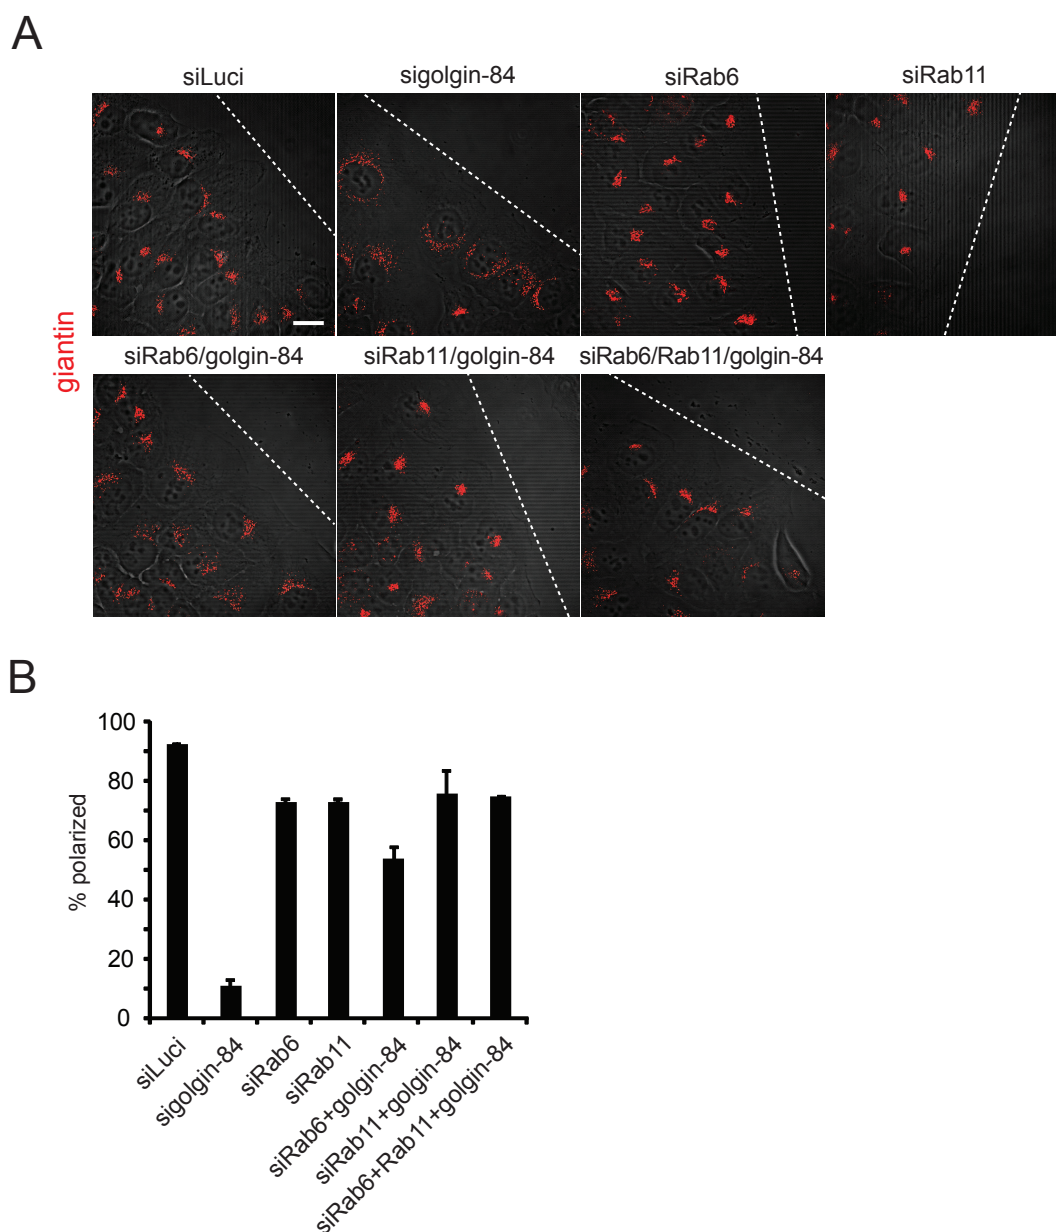 A
siLuci sigolgin-84 siRab6 siRab11
giantin
siRab6/golgin-84 siRab11/golgin-84 siRab6/Rab11/golgin-84
B
% polarized
100
80
60
40
20
0
siLuci
sigolgin-84
siRab6
siRab11
siRab6+golgin-84
siRab11+golgin-84
siRab6+Rab11+golgin-84